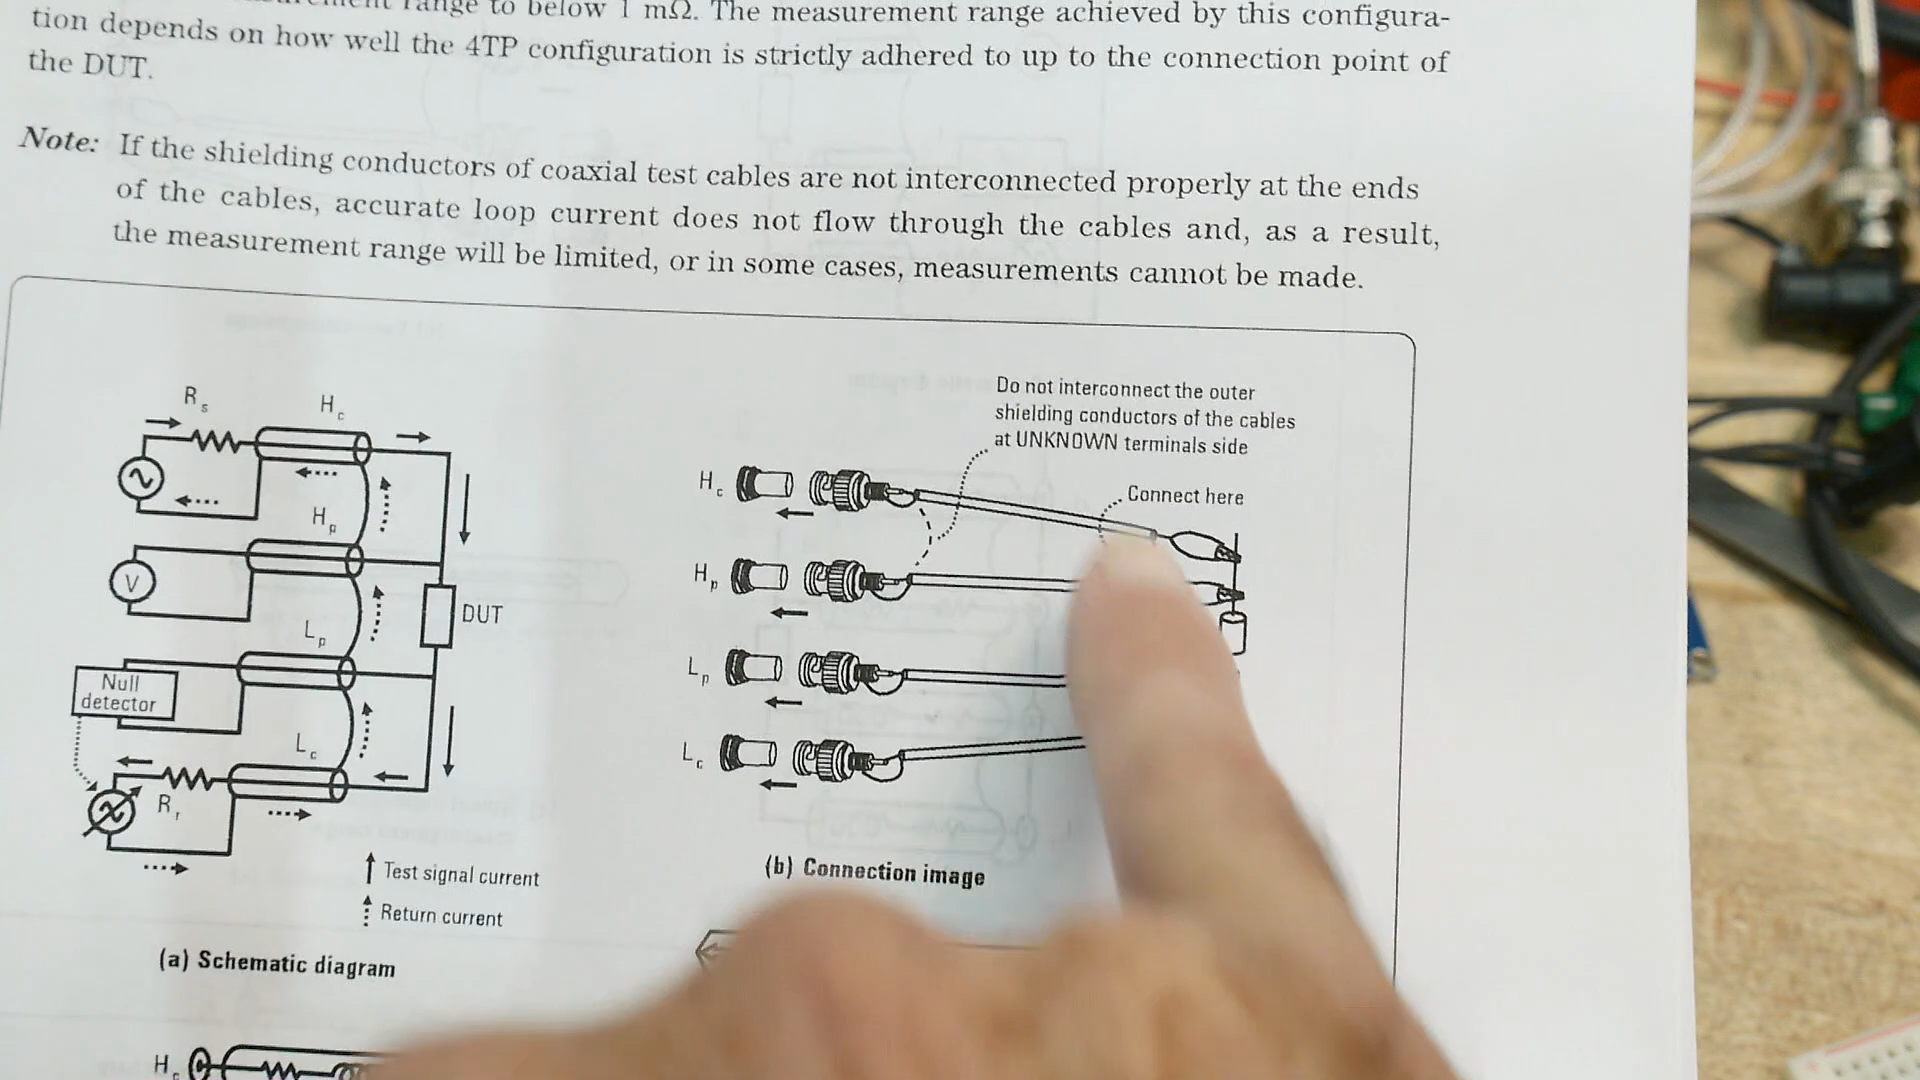 range to below 1 mΩ. The measurement range achieved by this configura-
tion depends on how well the 4TP configuration is strictly adhered to up to the connection point of
the DUT.
Note: If the shielding conductors of coaxial test cables are not interconnected properly at the ends
of the cables, accurate loop current does not flow through the cables and, as a result,
the measurement range will be limited, or in some cases, measurements cannot be made.
Rs
Hc
Hp
V
DUT
Lp
Null
detector
Lc
Rr
Test signal current
Return current
(a) Schematic diagram
Do not interconnect the outer
shielding conductors of the cables
at UNKNOWN terminals side
Connect here
Hc
Hp
Lp
Lc
(b) Connection image
Hc